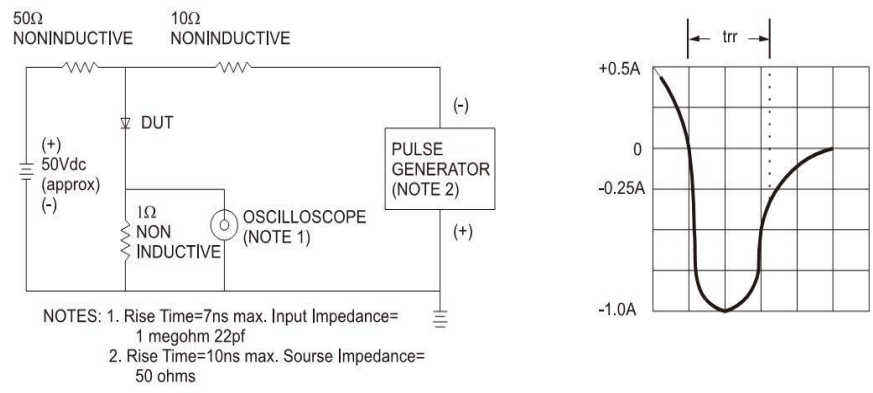 50Ω
NONINDUCTIVE
10Ω
NONINDUCTIVE
DUT
(+)
50Vdc
(approx)
(-)
1Ω
NON
INDUCTIVE
OSCILLOSCOPE
(NOTE 1)
(-)
PULSE
GENERATOR
(NOTE 2)
(+)
NOTES: 1. Rise Time=7ns max. Input Impedance=
1 megohm 22pf
2. Rise Time=10ns max. Sourse Impedance=
50 ohms
trr
+0.5A
0
-0.25A
-1.0A